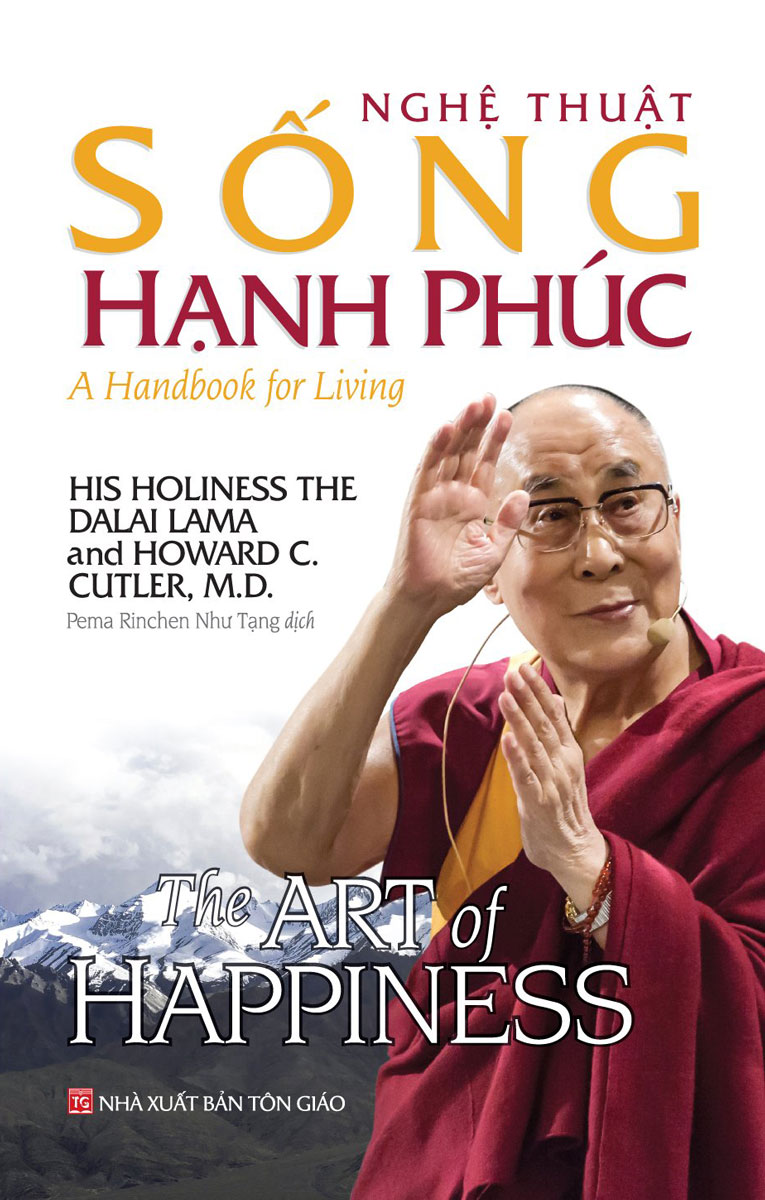 NGHỆ THUẬT
SỐNG
HẠNH PHÚC
A Handbook for Living
HIS HOLINESS THE
DALAI LAMA
and HOWARD C.
CUTLER, M.D.
Pema Rinchen Như Tạng dịch
The ART of
HAPPINESS
TG NHÀ XUẤT BẢN TÔN GIÁO